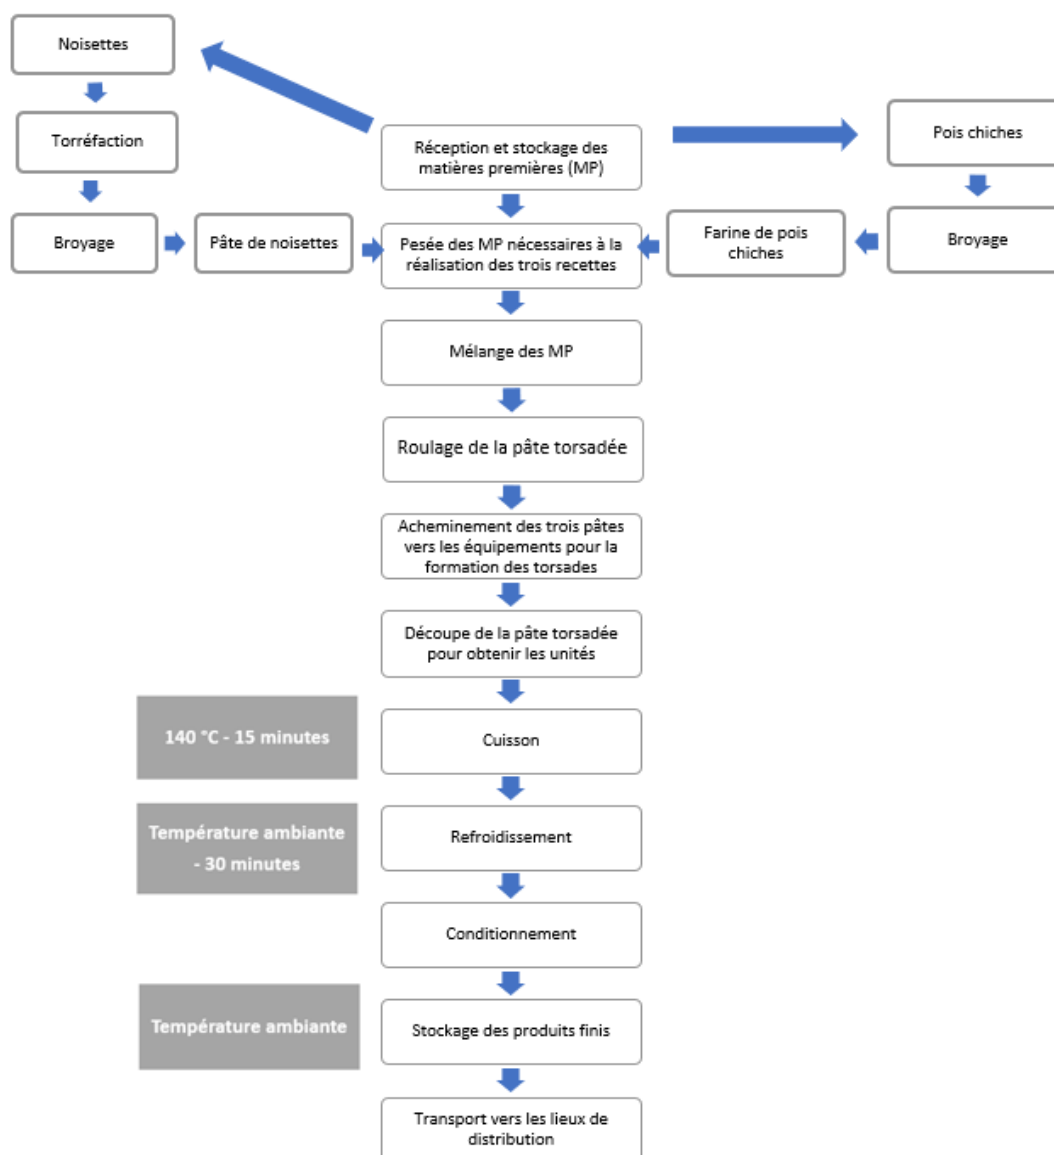 Noisettes
Torréfaction
Broyage
Pâte de noisettes
Réception et stockage des
matières premières (MP)
Pois chiches
Broyage
Farine de pois
chiches
Pesée des MP nécessaires à la
réalisation des trois recettes
Mélange des MP
Roulage de la pâte torsadée
Acheminement des trois pâtes
vers les équipements pour la
formation des torsades
Découpe de la pâte torsadée
pour obtenir les unités
140 °C - 15 minutes
Cuisson
Température ambiante
- 30 minutes
Refroidissement
Conditionnement
Température ambiante
Stockage des produits finis
Transport vers les lieux de
distribution